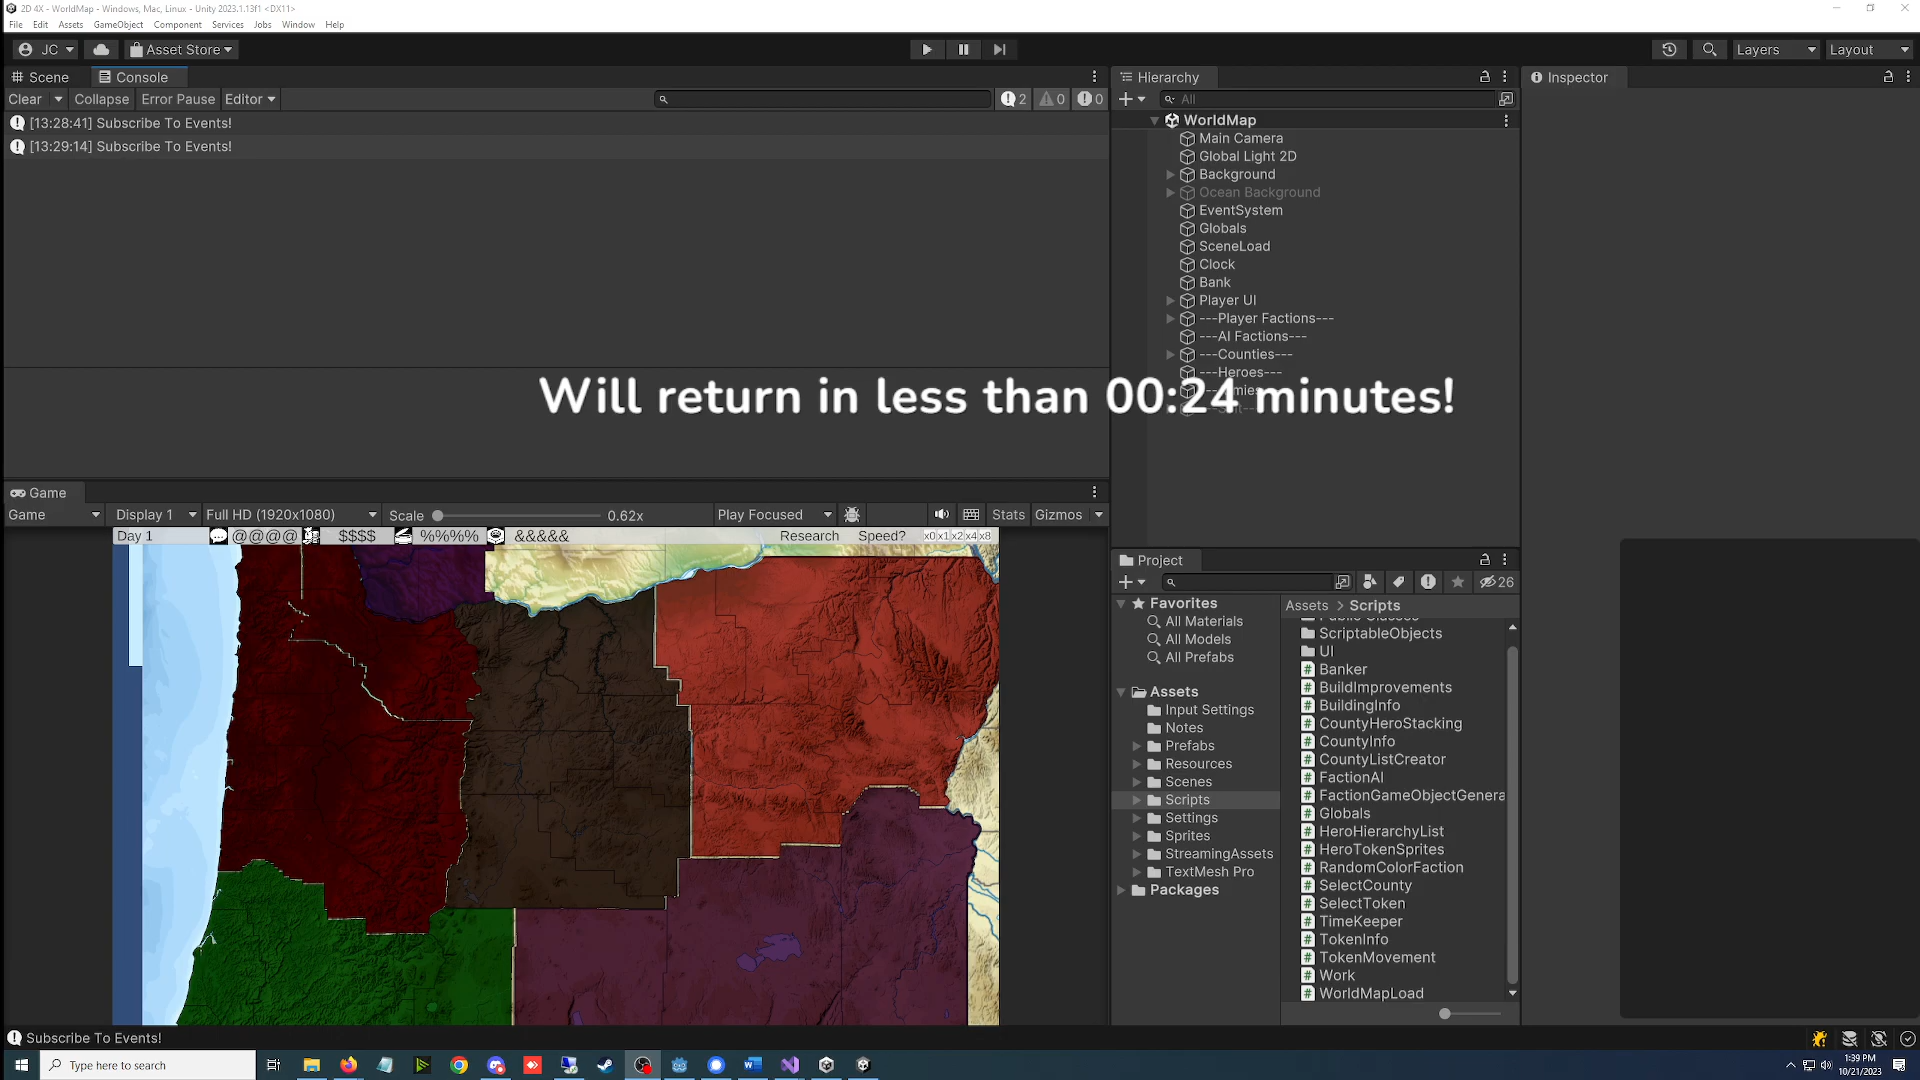 2D 4X - WorldMap - Windows, Mac, Linux - Unity 2023.1.13f1 <DX11>
File Edit Assets GameObject Component Services Jobs Window Help
JC Asset Store Layers Layout
Scene Console
Clear Collapse Error Pause Editor 2 0 0
[13:28:41] Subscribe To Events!
[13:29:14] Subscribe To Events!
Hierarchy
All
WorldMap
Main Camera
Global Light 2D
Background
Ocean Background
EventSystem
Globals
SceneLoad
Clock
Bank
Player UI
---Player Factions---
---AI Factions---
---Counties---
---Heroes---
Inspector
Will return in less than 00:24 minutes!
Game
Game Display 1 Full HD (1920x1080) Scale 0.62x Play Focused Stats Gizmos
Day 1 @@@@ $$$$ %%%% &&&&& Research Speed? x0 x1 x2 x4 x8
Project
26
Favorites
All Materials
All Models
All Prefabs
Assets
Input Settings
Notes
Prefabs
Resources
Scenes
Scripts
Settings
Sprites
StreamingAssets
TextMesh Pro
Packages
Assets > Scripts
ScriptableObjects
UI
Banker
BuildImprovements
BuildingInfo
CountyHeroStacking
CountyInfo
CountyListCreator
FactionAI
FactionGameObjectGenera
Globals
HeroHierarchyList
HeroTokenSprites
RandomColorFaction
SelectCounty
SelectToken
TimeKeeper
TokenInfo
TokenMovement
Work
WorldMapLoad
Subscribe To Events!
Type here to search
1:39 PM
10/21/2023